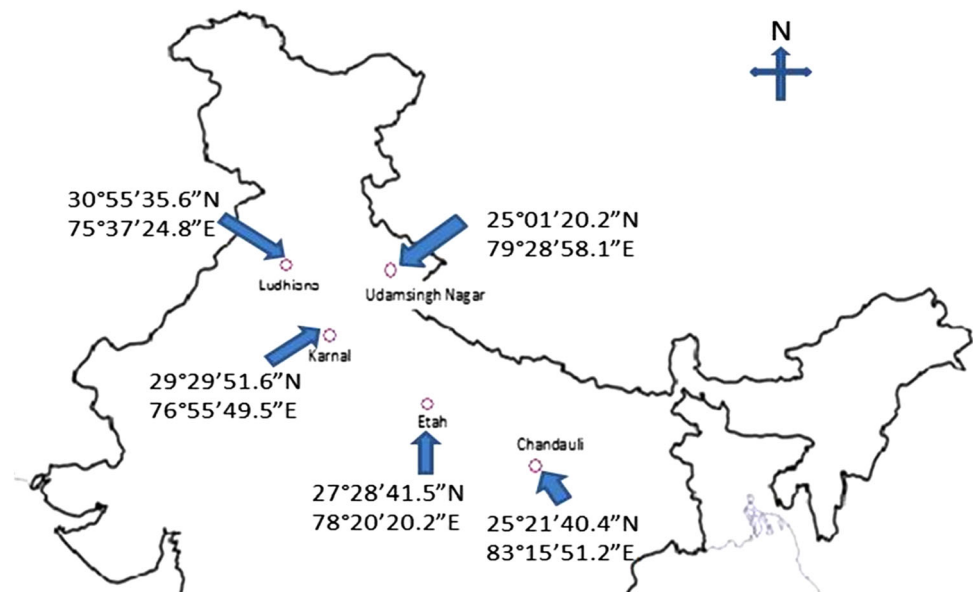 N
30°55’35.6”N
75°37’24.8”E
25°01’20.2”N
79°28’58.1”E
Ludhiana
Udamsingh Nagar
Karnal
29°29’51.6”N
76°55’49.5”E
Etah
Chandauli
27°28’41.5”N
78°20’20.2”E
25°21’40.4”N
83°15’51.2”E